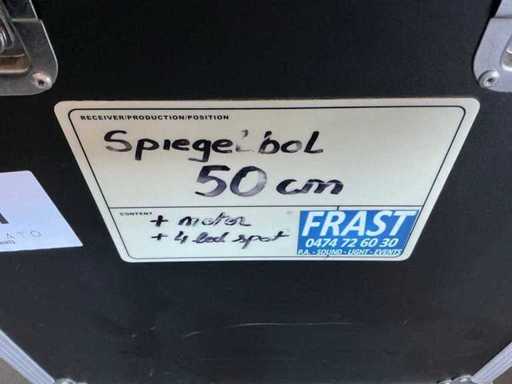 RECEIVER/PRODUCTION/POSITION
Spiegelbol
50 cm
CONTENT
+ motor
+ 4 led spot
FRAST
0474 72 60 30
P.A. - SOUND - LIGHT - EVENTS